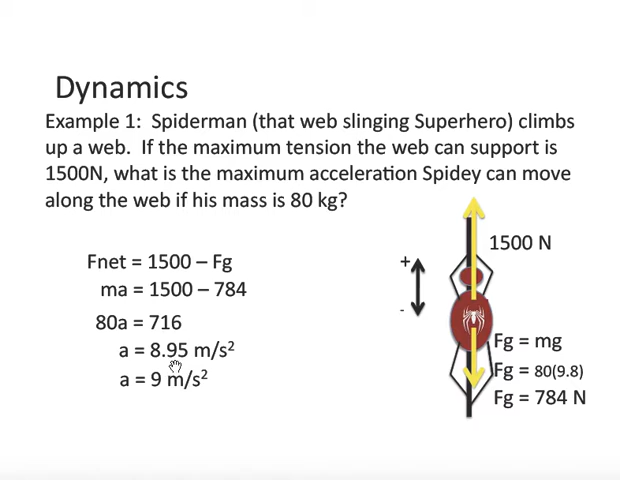 Dynamics
Example 1: Spiderman (that web slinging Superhero) climbs
up a web. If the maximum tension the web can support is
1500N, what is the maximum acceleration Spidey can move
along the web if his mass is 80 kg?
1500 N
Fnet = 1500 – Fg
+
ma = 1500 – 784
-
80a = 716
Fg = mg
a = 8.95 m/s²
Fg = 80(9.8)
a = 9 m/s²
Fg = 784 N